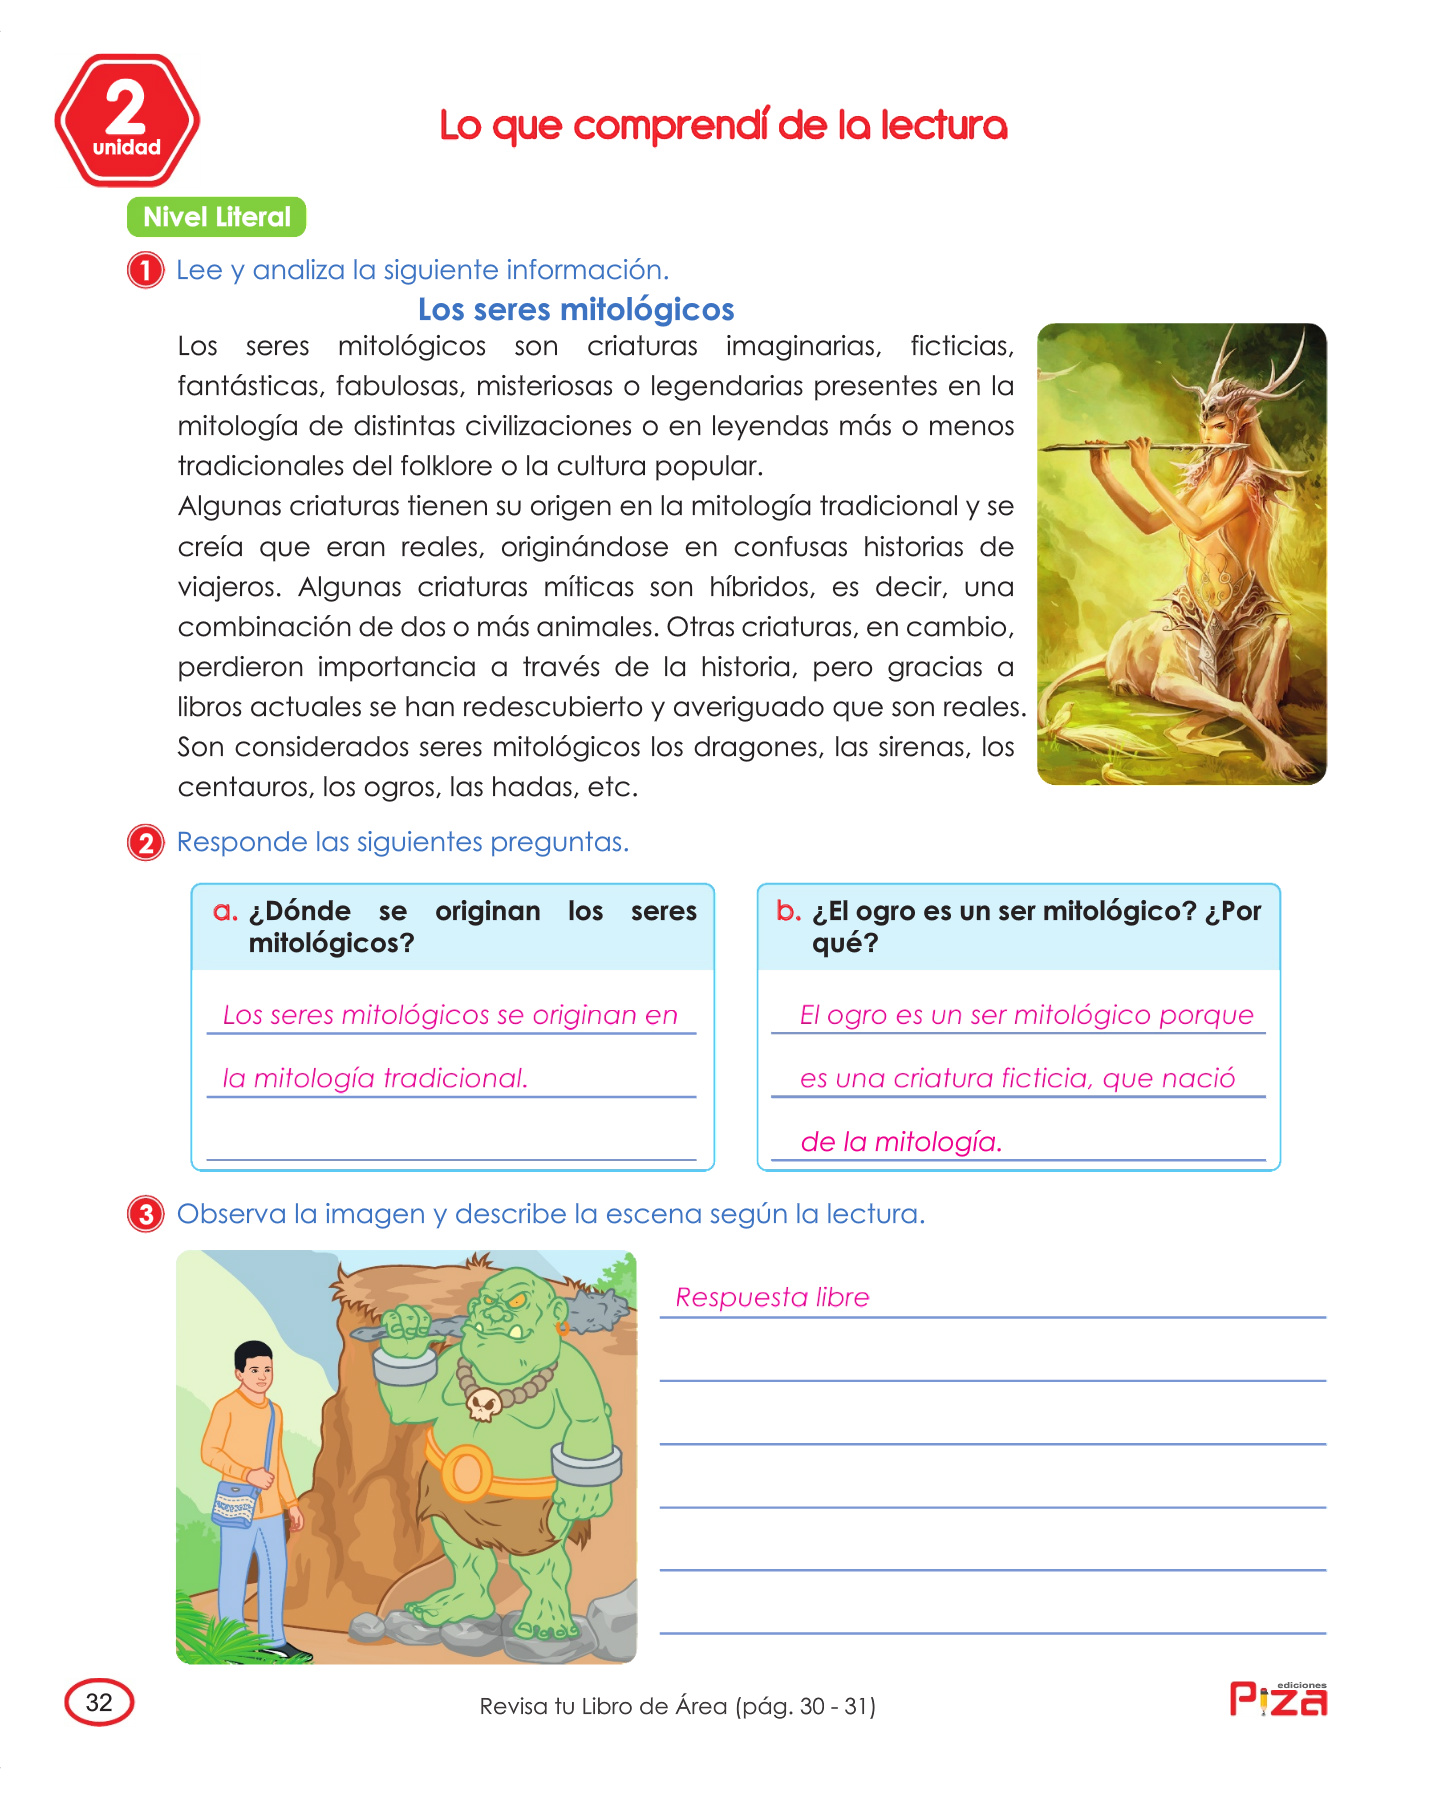 2
unidad
Lo que comprendí de la lectura
Nivel Literal
1 Lee y analiza la siguiente información.
Los seres mitológicos
Los seres mitológicos son criaturas imaginarias, ficticias,
fantásticas, fabulosas, misteriosas o legendarias presentes en la
mitología de distintas civilizaciones o en leyendas más o menos
tradicionales del folklore o la cultura popular.
Algunas criaturas tienen su origen en la mitología tradicional y se
creía que eran reales, originándose en confusas historias de
viajeros. Algunas criaturas míticas son híbridos, es decir, una
combinación de dos o más animales. Otras criaturas, en cambio,
perdieron importancia a través de la historia, pero gracias a
libros actuales se han redescubierto y averiguado que son reales.
Son considerados seres mitológicos los dragones, las sirenas, los
centauros, los ogros, las hadas, etc.
2 Responde las siguientes preguntas.
a. ¿Dónde se originan los seres
mitológicos?
Los seres mitológicos se originan en
la mitología tradicional.
b. ¿El ogro es un ser mitológico? ¿Por
qué?
El ogro es un ser mitológico porque
es una criatura ficticia, que nació
de la mitología.
3 Observa la imagen y describe la escena según la lectura.
Respuesta libre
32
Revisa tu Libro de Área (pág. 30 - 31)
ediciones
Piza